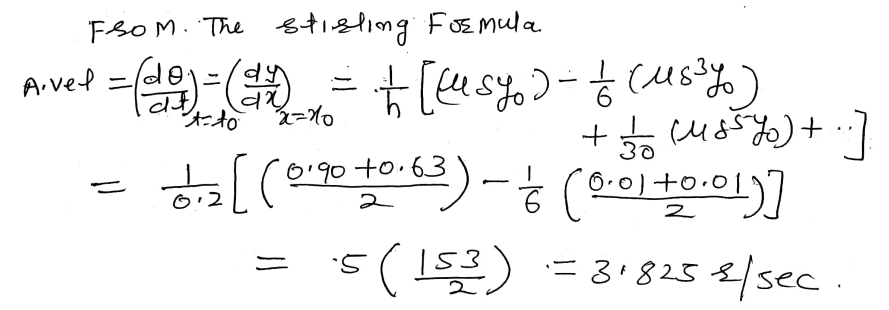 From. The stirling Formula
A.vel = (dθ/dt)t=t0 = (dy/dx)x=x0 = 1/h [(μδy0) - 1/6 (μδ³y0)
+ 1/30 (μδ⁵y0) + ..]
= 1/0.2 [(0.90 + 0.63 / 2) - 1/6 (0.01 + 0.01 / 2)]
= .5 (153/2) = 3.825 r/sec.